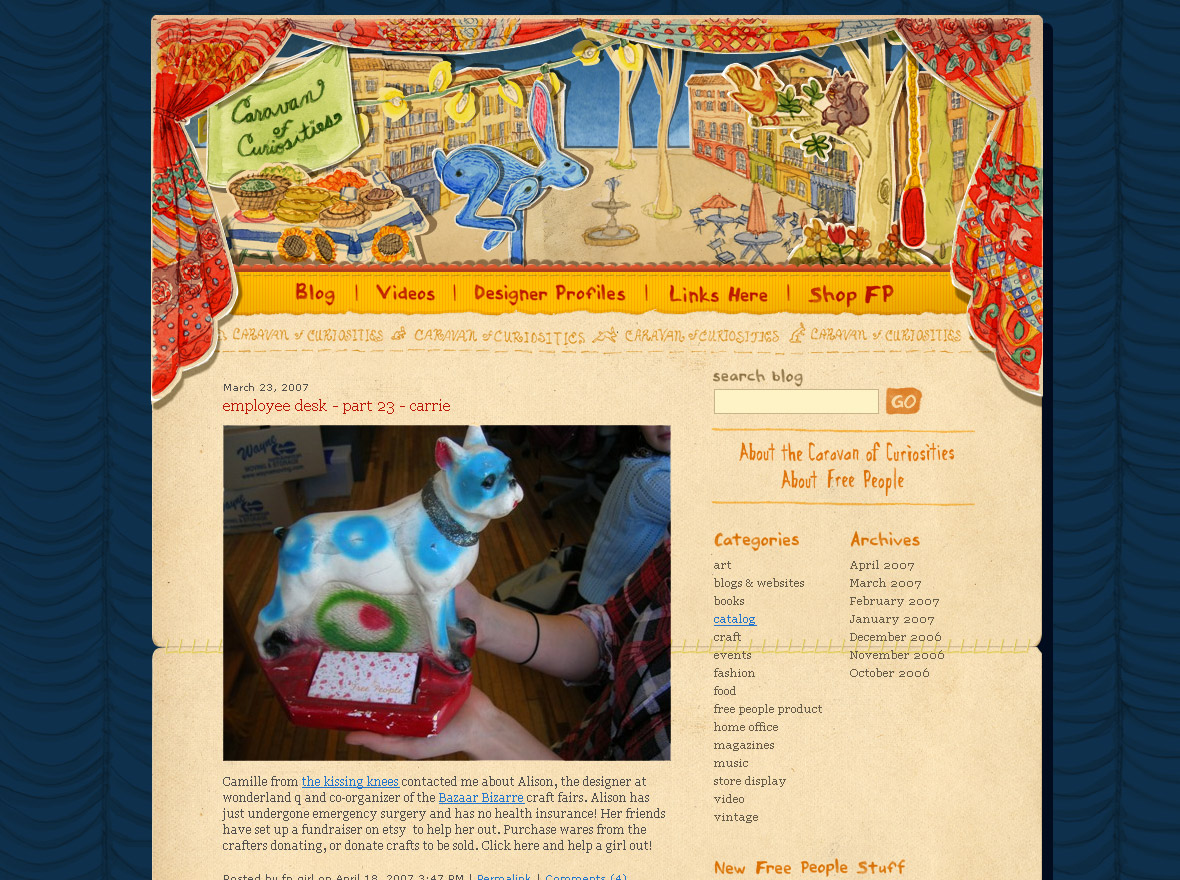 Caravan
of
Curiosities
Blog | Videos | Designer Profiles | Links Here | Shop FP
CARAVAN of CURIOSITIES CARAVAN of CURIOSITIES CARAVAN of CURIOSITIES CARAVAN of CURIOSITIES
March 23, 2007
employee desk - part 23 - carrie
Wayne
MOVING & STORAGE
www.waynemoving.com
Wayne
Free People
Camille from the kissing knees contacted me about Alison, the designer at
wonderland q and co-organizer of the Bazaar Bizarre craft fairs. Alison has
just undergone emergency surgery and has no health insurance! Her friends
have set up a fundraiser on etsy to help her out. Purchase wares from the
crafters donating, or donate crafts to be sold. Click here and help a girl out!
Posted by fp girl on April 18, 2007 3:47 PM | Permalink | Comments (4)
search blog
GO
About the Caravan of Curiosities
About Free People
Categories
art
blogs & websites
books
catalog
craft
events
fashion
food
free people product
home office
magazines
music
store display
video
vintage
Archives
April 2007
March 2007
February 2007
January 2007
December 2006
November 2006
October 2006
New Free People Stuff